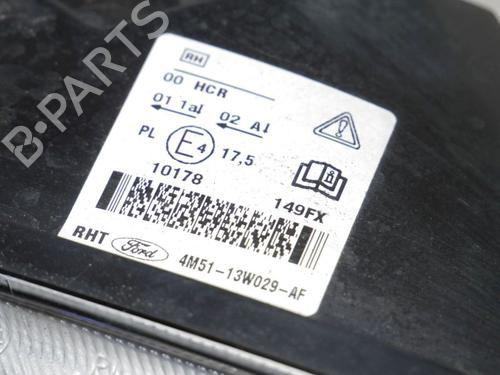 B-PARTS
RH
00 HCR
01 1al 02 Al
PL E4 17,5
10178
149FX
RHT Ford 4M51-13W029-AF